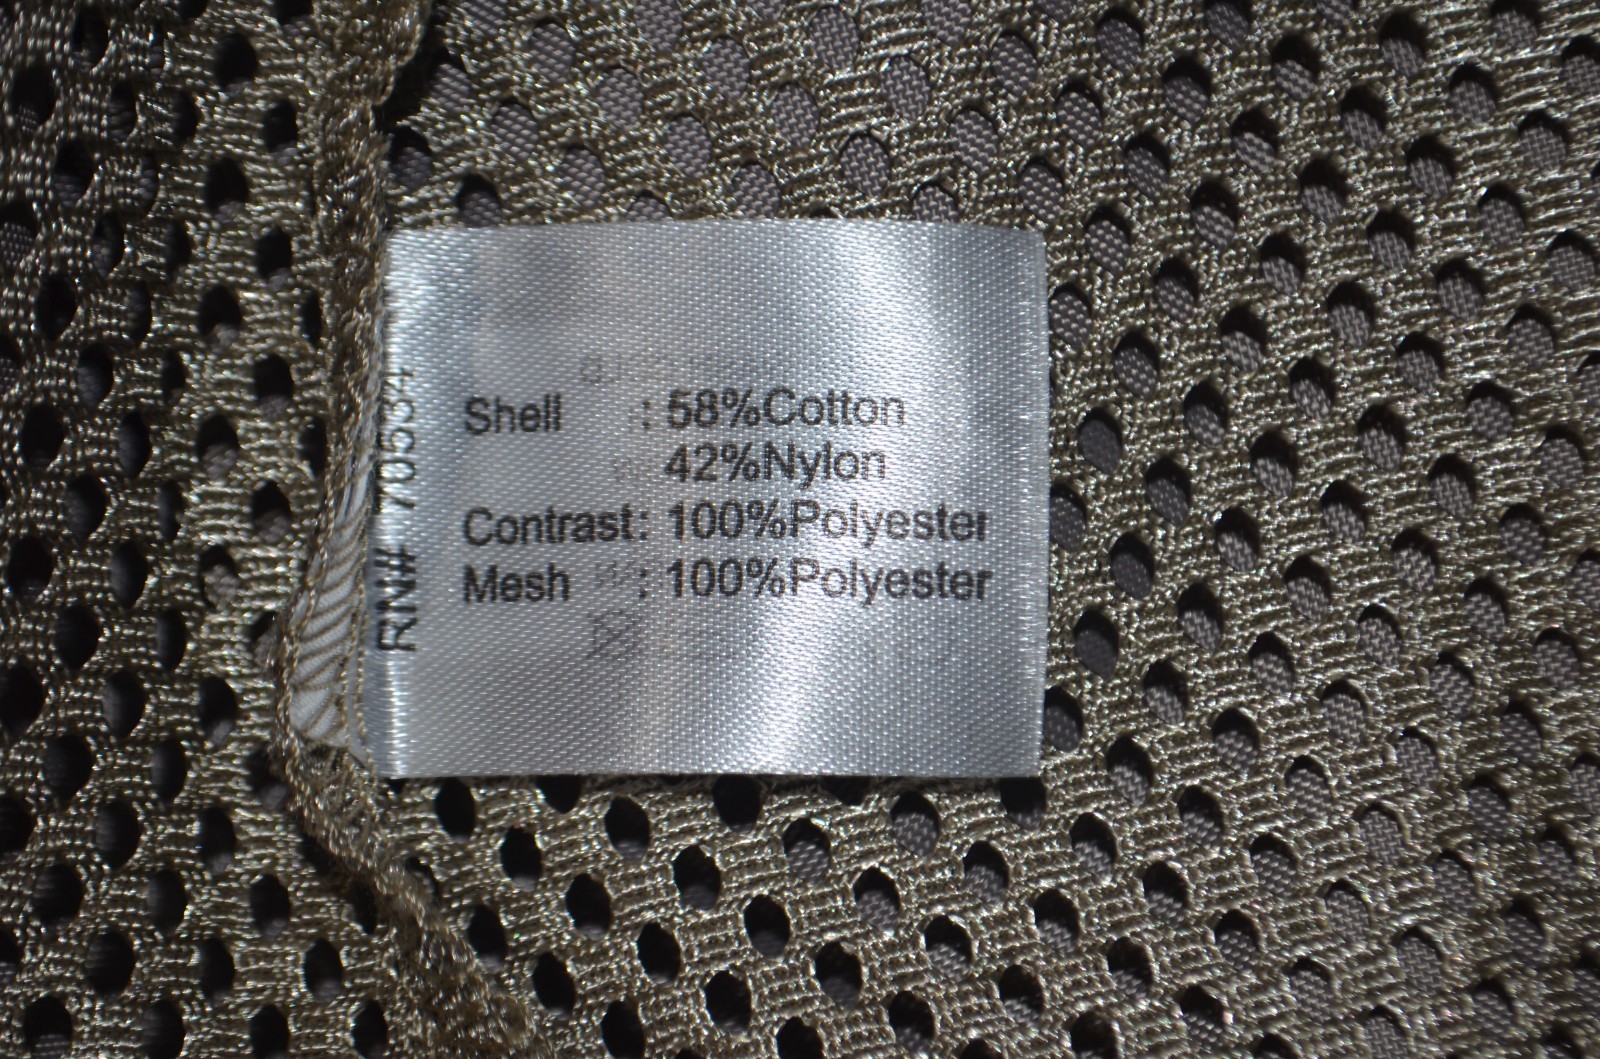 Shell : 58%Cotton
42%Nylon
Contrast: 100%Polyester
Mesh : 100%Polyester
RN# 70534